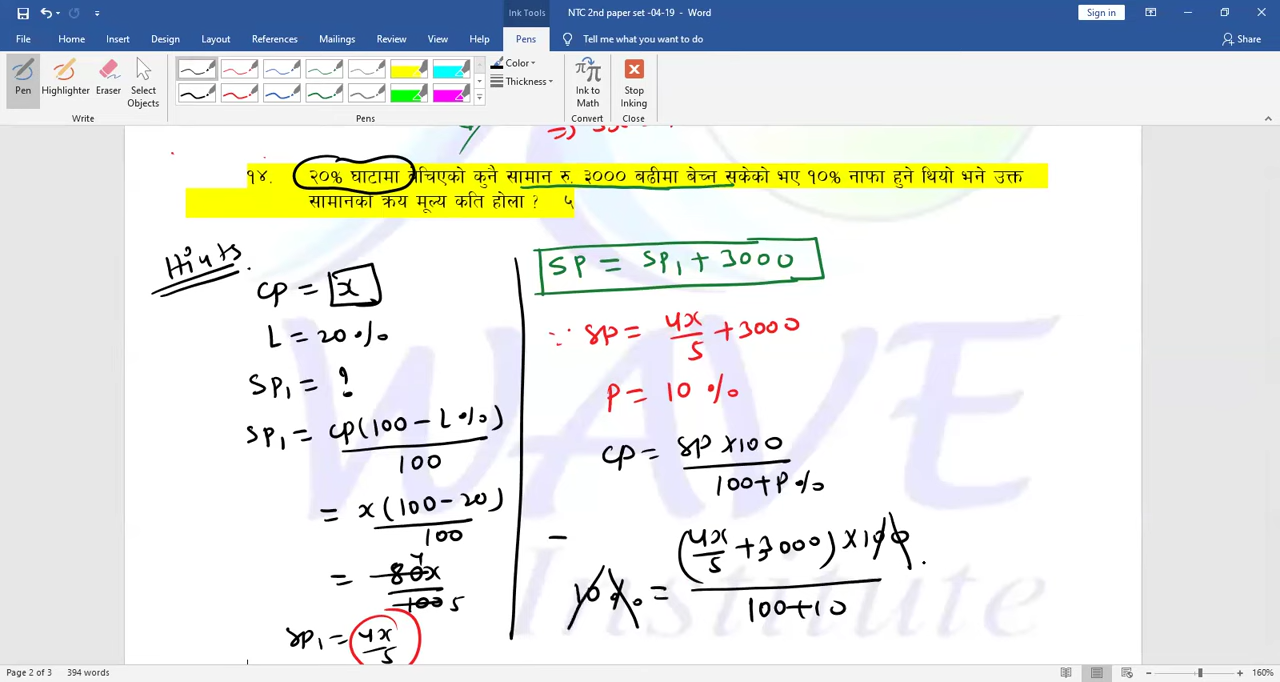 NTC 2nd paper set -04-19 - Word
Ink Tools
Sign in
File Home Insert Design Layout References Mailings Review View Help Pens Tell me what you want to do Share
Pen Highlighter Eraser Select Objects
Color
Thickness
Ink to Math
Stop Inking
Write Pens Convert Close
१४. २०% घाटामा बेचिएको कुनै सामान रु. ३००० बढीमा बेच्न सकेको भए १०% नाफा हुने थियो भने उक्त
सामानको क्रय मूल्य कति होला ? ५
Hints
CP = x
L = 20%
SP₁ = ?
SP₁ = CP(100 - L%)
100
= x(100 - 20)
100
= 80x 4
100 5
SP₁ = 4x
5
SP = SP₁ + 3000
∵ SP = 4x/5 + 3000
P = 10%
CP = SP × 100
100 + P%
=
= (4x/5 + 3000) × 100
100 + 10
WAVE
Institute
Page 2 of 3 394 words
160%